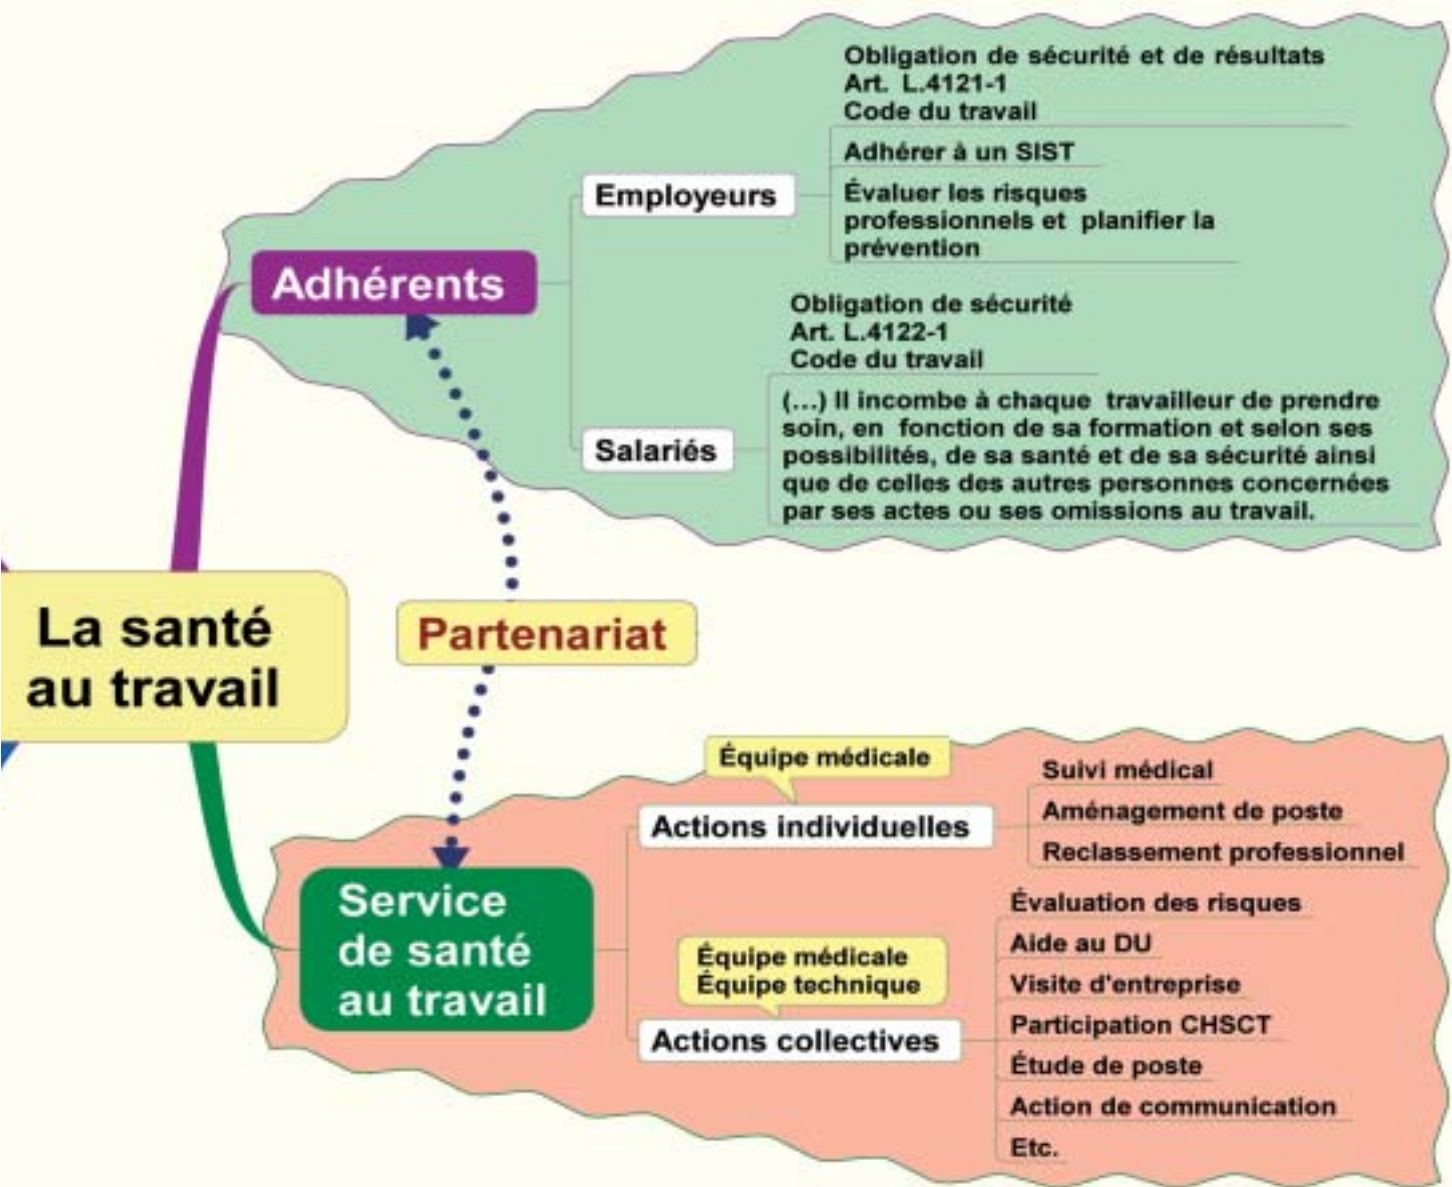 Obligation de sécurité et de résultats
Art. L.4121-1
Code du travail
Adhérer à un SIST
Employeurs
Évaluer les risques
professionnels et planifier la
prévention
Adhérents
Obligation de sécurité
Art. L.4122-1
Code du travail
(...) Il incombe à chaque travailleur de prendre
soin, en fonction de sa formation et selon ses
possibilités, de sa santé et de sa sécurité ainsi
que de celles des autres personnes concernées
par ses actes ou ses omissions au travail.
Salariés
La santé
au travail
Partenariat
Équipe médicale
Actions individuelles
Suivi médical
Aménagement de poste
Reclassement professionnel
Service
de santé
au travail
Équipe médicale
Équipe technique
Actions collectives
Évaluation des risques
Aide au DU
Visite d'entreprise
Participation CHSCT
Étude de poste
Action de communication
Etc.